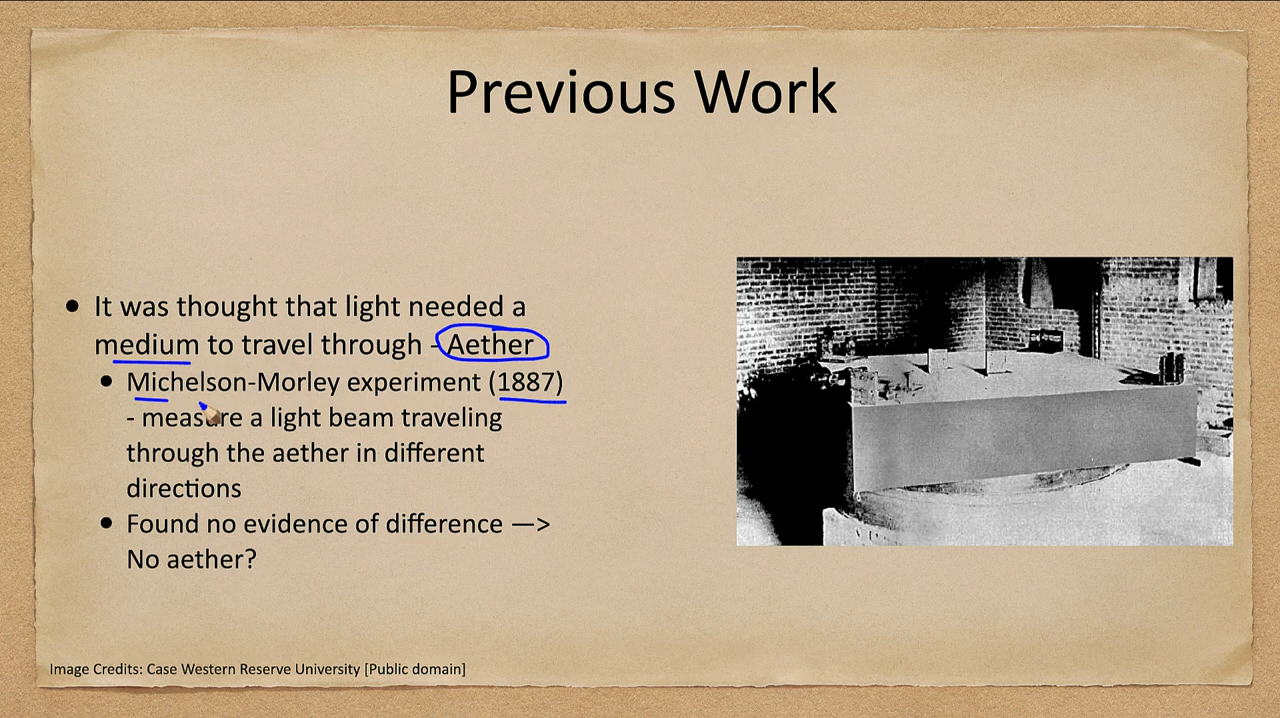 Previous Work
• It was thought that light needed a
medium to travel through - Aether
• Michelson-Morley experiment (1887)
- measure a light beam traveling
through the aether in different
directions
• Found no evidence of difference —>
No aether?
Image Credits: Case Western Reserve University [Public domain]